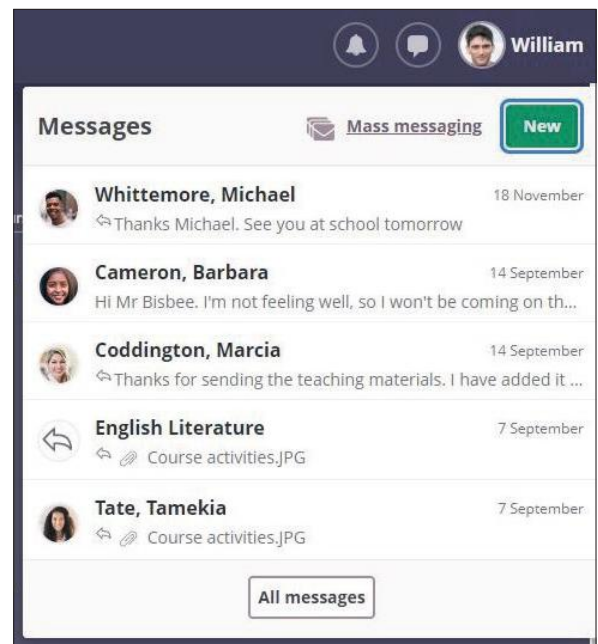 William
Messages Mass messaging New
Whittemore, Michael 18 November
Thanks Michael. See you at school tomorrow
Cameron, Barbara 14 September
Hi Mr Bisbee. I'm not feeling well, so I won't be coming on th...
Coddington, Marcia 14 September
Thanks for sending the teaching materials. I have added it ...
English Literature 7 September
Course activities.JPG
Tate, Tamekia 7 September
Course activities.JPG
All messages